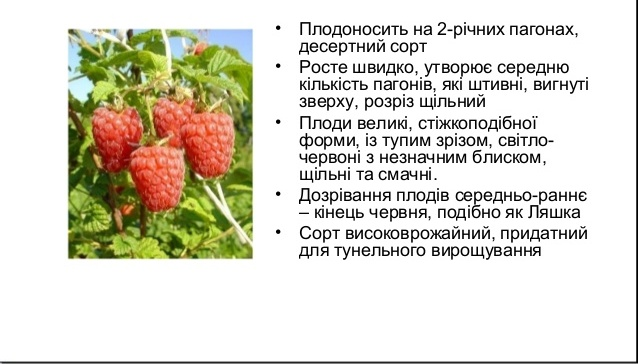 • Плодоносить на 2-річних пагонах,
десертний сорт
• Росте швидко, утворює середню
кількість пагонів, які штивні, вигнуті
зверху, розріз щільний
• Плоди великі, стіжкоподібної
форми, із тупим зрізом, світло-
червоні з незначним блиском,
щільні та смачні.
• Дозрівання плодів середньо-раннє
– кінець червня, подібно як Ляшка
• Сорт високоврожайний, придатний
для тунельного вирощування